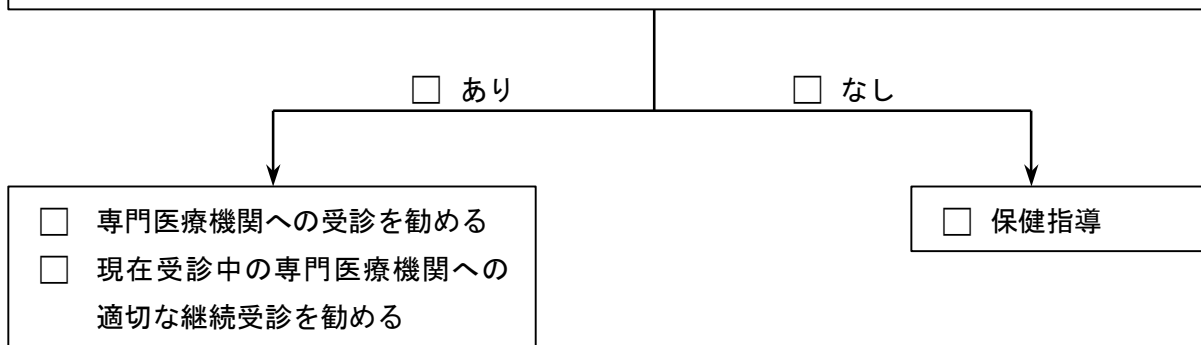 □ あり
□ なし
□ 専門医療機関への受診を勧める
□ 現在受診中の専門医療機関への
適切な継続受診を勧める
□ 保健指導